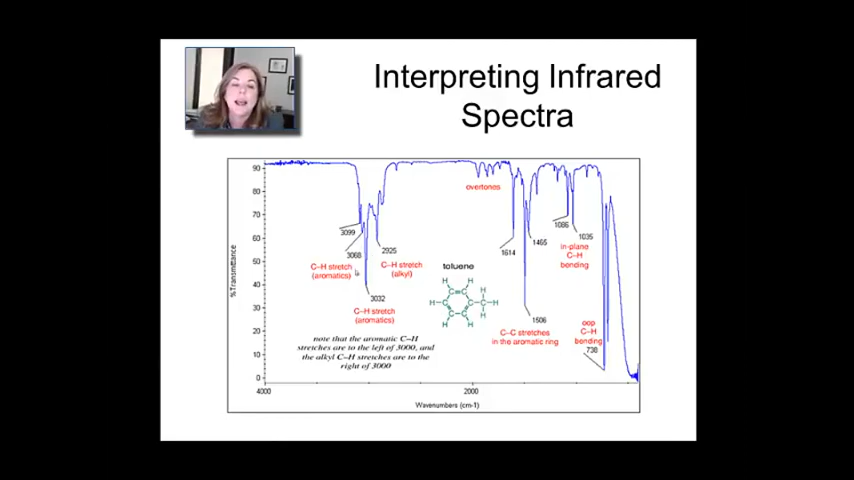 Interpreting Infrared
Spectra
%Transmittance
90
80
70
60
50
40
30
20
10
0
3099
3068
C–H stretch
(aromatics)
2925
C–H stretch
(alkyl)
3032
C–H stretch
(aromatics)
note that the aromatic C–H
stretches are to the left of 3000, and
the alkyl C–H stretches are to the
right of 3000
overtones
toluene
H H H
C=C H
H C C C H
C–C H
H H
1614
1465
1506
C–C stretches
in the aromatic ring
1086
1035
in-plane
C–H
bending
oop
C–H
bending
738
4000
2000
Wavenumbers (cm-1)